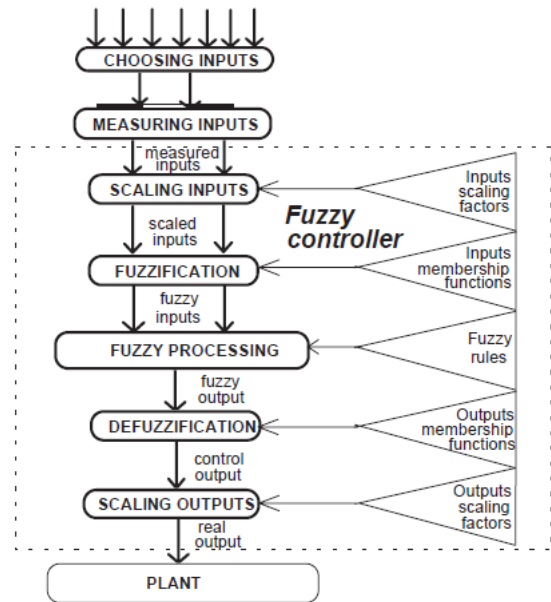 CHOOSING INPUTS
MEASURING INPUTS
measured
inputs
SCALING INPUTS
Inputs
scaling
factors
Fuzzy
controller
scaled
inputs
FUZZIFICATION
Inputs
membership
functions
fuzzy
inputs
FUZZY PROCESSING
Fuzzy
rules
fuzzy
output
DEFUZZIFICATION
Outputs
membership
functions
control
output
SCALING OUTPUTS
Outputs
scaling
factors
real
output
PLANT